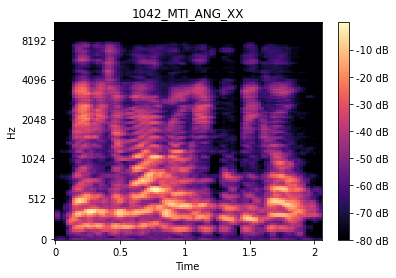 1042_MTI_ANG_XX
8192
4096
2048
1024
512
0
Hz
0
0.5
1
1.5
2
Time
-10 dB
-20 dB
-30 dB
-40 dB
-50 dB
-60 dB
-70 dB
-80 dB